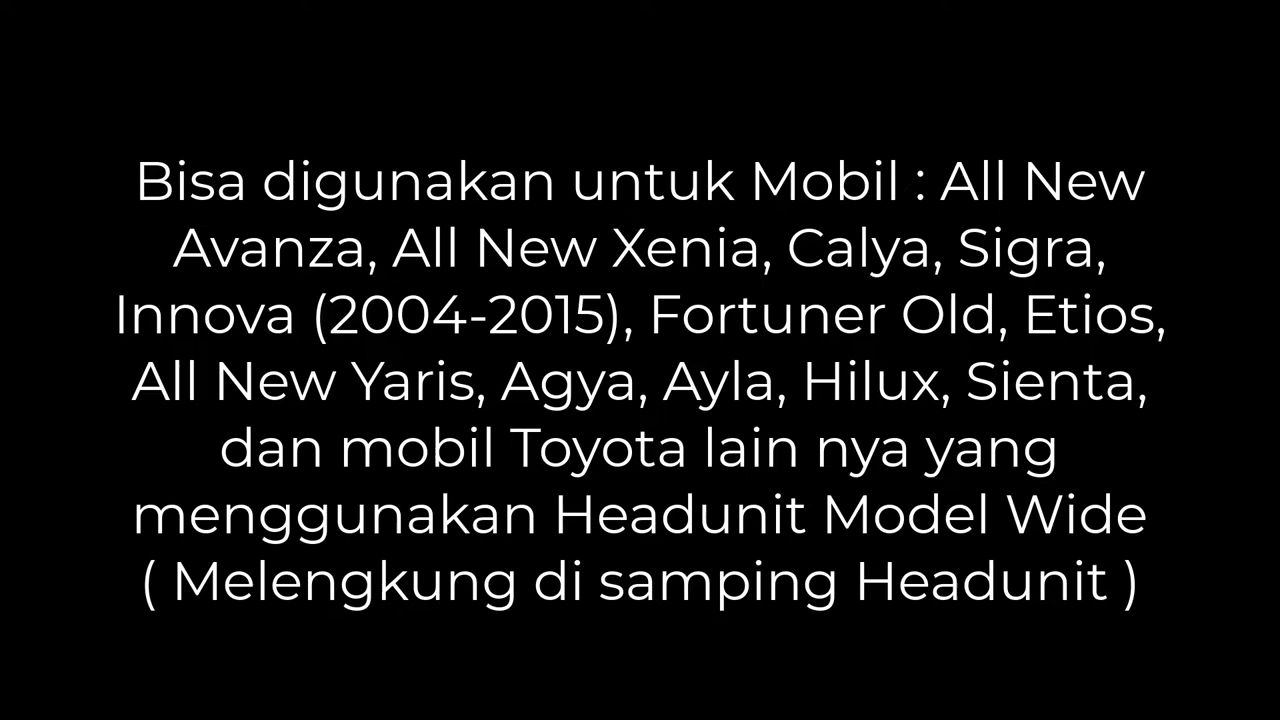 Bisa digunakan untuk Mobil : All New
Avanza, All New Xenia, Calya, Sigra,
Innova (2004-2015), Fortuner Old, Etios,
All New Yaris, Agya, Ayla, Hilux, Sienta,
dan mobil Toyota lain nya yang
menggunakan Headunit Model Wide
( Melengkung di samping Headunit )